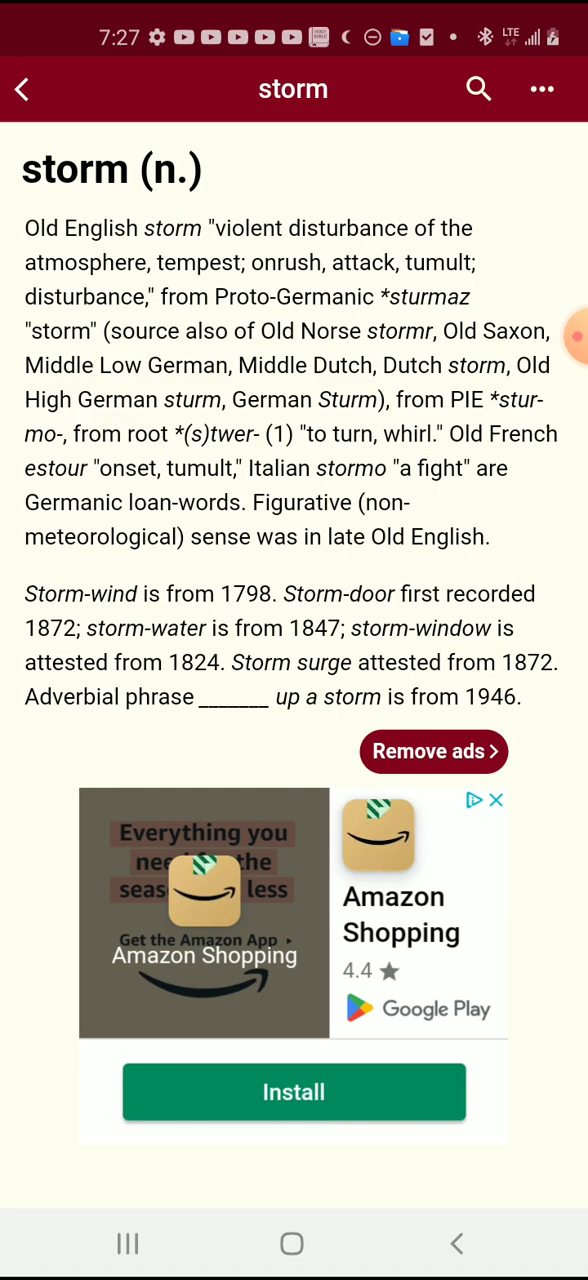 7:27
LTE
storm
storm (n.)
Old English storm "violent disturbance of the
atmosphere, tempest; onrush, attack, tumult;
disturbance," from Proto-Germanic *sturmaz
"storm" (source also of Old Norse stormr, Old Saxon,
Middle Low German, Middle Dutch, Dutch storm, Old
High German sturm, German Sturm), from PIE *stur-
mo-, from root *(s)twer- (1) "to turn, whirl." Old French
estour "onset, tumult," Italian stormo "a fight" are
Germanic loan-words. Figurative (non-
meteorological) sense was in late Old English.
Storm-wind is from 1798. Storm-door first recorded
1872; storm-water is from 1847; storm-window is
attested from 1824. Storm surge attested from 1872.
Adverbial phrase _______ up a storm is from 1946.
Remove ads
Everything you
the
less
Get the Amazon App
Amazon Shopping
Amazon
Shopping
4.4
Google Play
Install